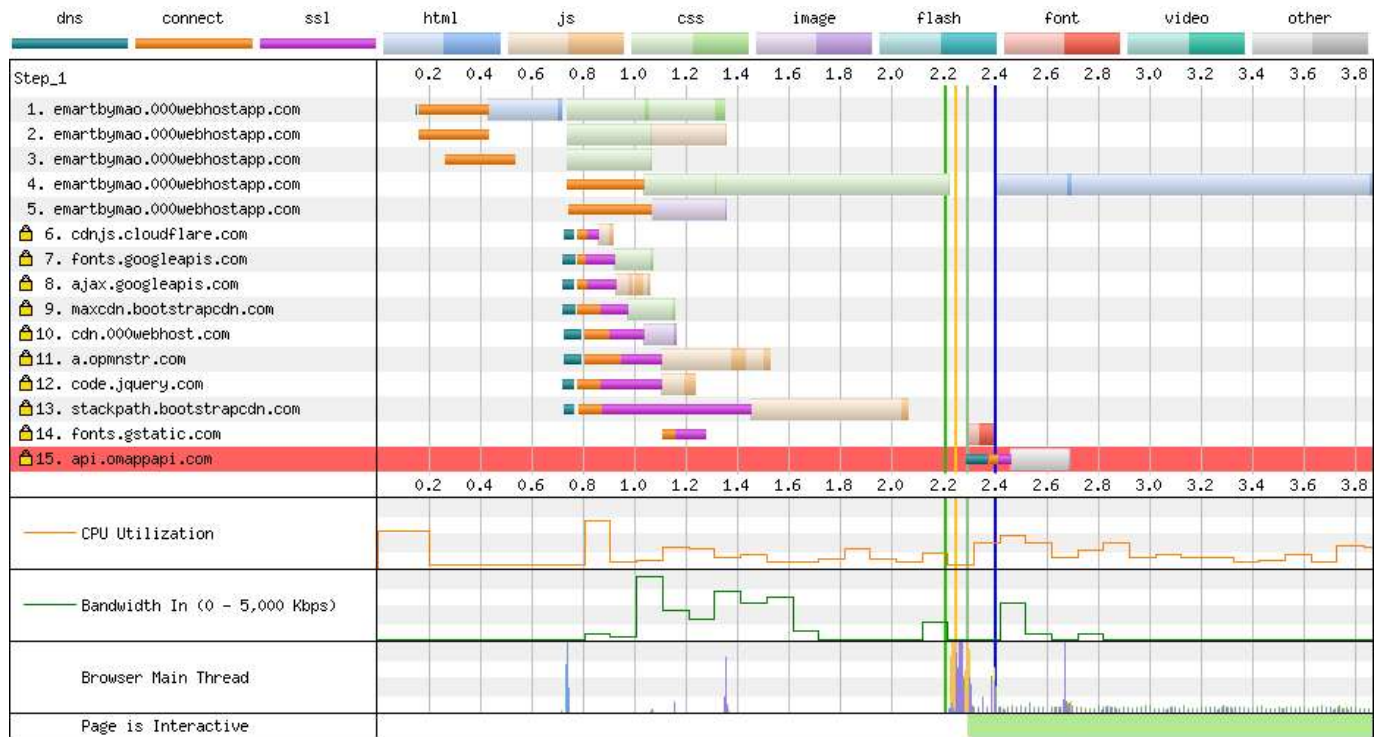 dns connect ssl html js css image flash font video other
Step_1 0.2 0.4 0.6 0.8 1.0 1.2 1.4 1.6 1.8 2.0 2.2 2.4 2.6 2.8 3.0 3.2 3.4 3.6 3.8
1. emartbymao.000webhostapp.com
2. emartbymao.000webhostapp.com
3. emartbymao.000webhostapp.com
4. emartbymao.000webhostapp.com
5. emartbymao.000webhostapp.com
6. cdnjs.cloudflare.com
7. fonts.googleapis.com
8. ajax.googleapis.com
9. maxcdn.bootstrapcdn.com
10. cdn.000webhost.com
11. a.opmnstr.com
12. code.jquery.com
13. stackpath.bootstrapcdn.com
14. fonts.gstatic.com
15. api.omappapi.com
0.2 0.4 0.6 0.8 1.0 1.2 1.4 1.6 1.8 2.0 2.2 2.4 2.6 2.8 3.0 3.2 3.4 3.6 3.8
CPU Utilization
Bandwidth In (0 - 5,000 Kbps)
Browser Main Thread
Page is Interactive